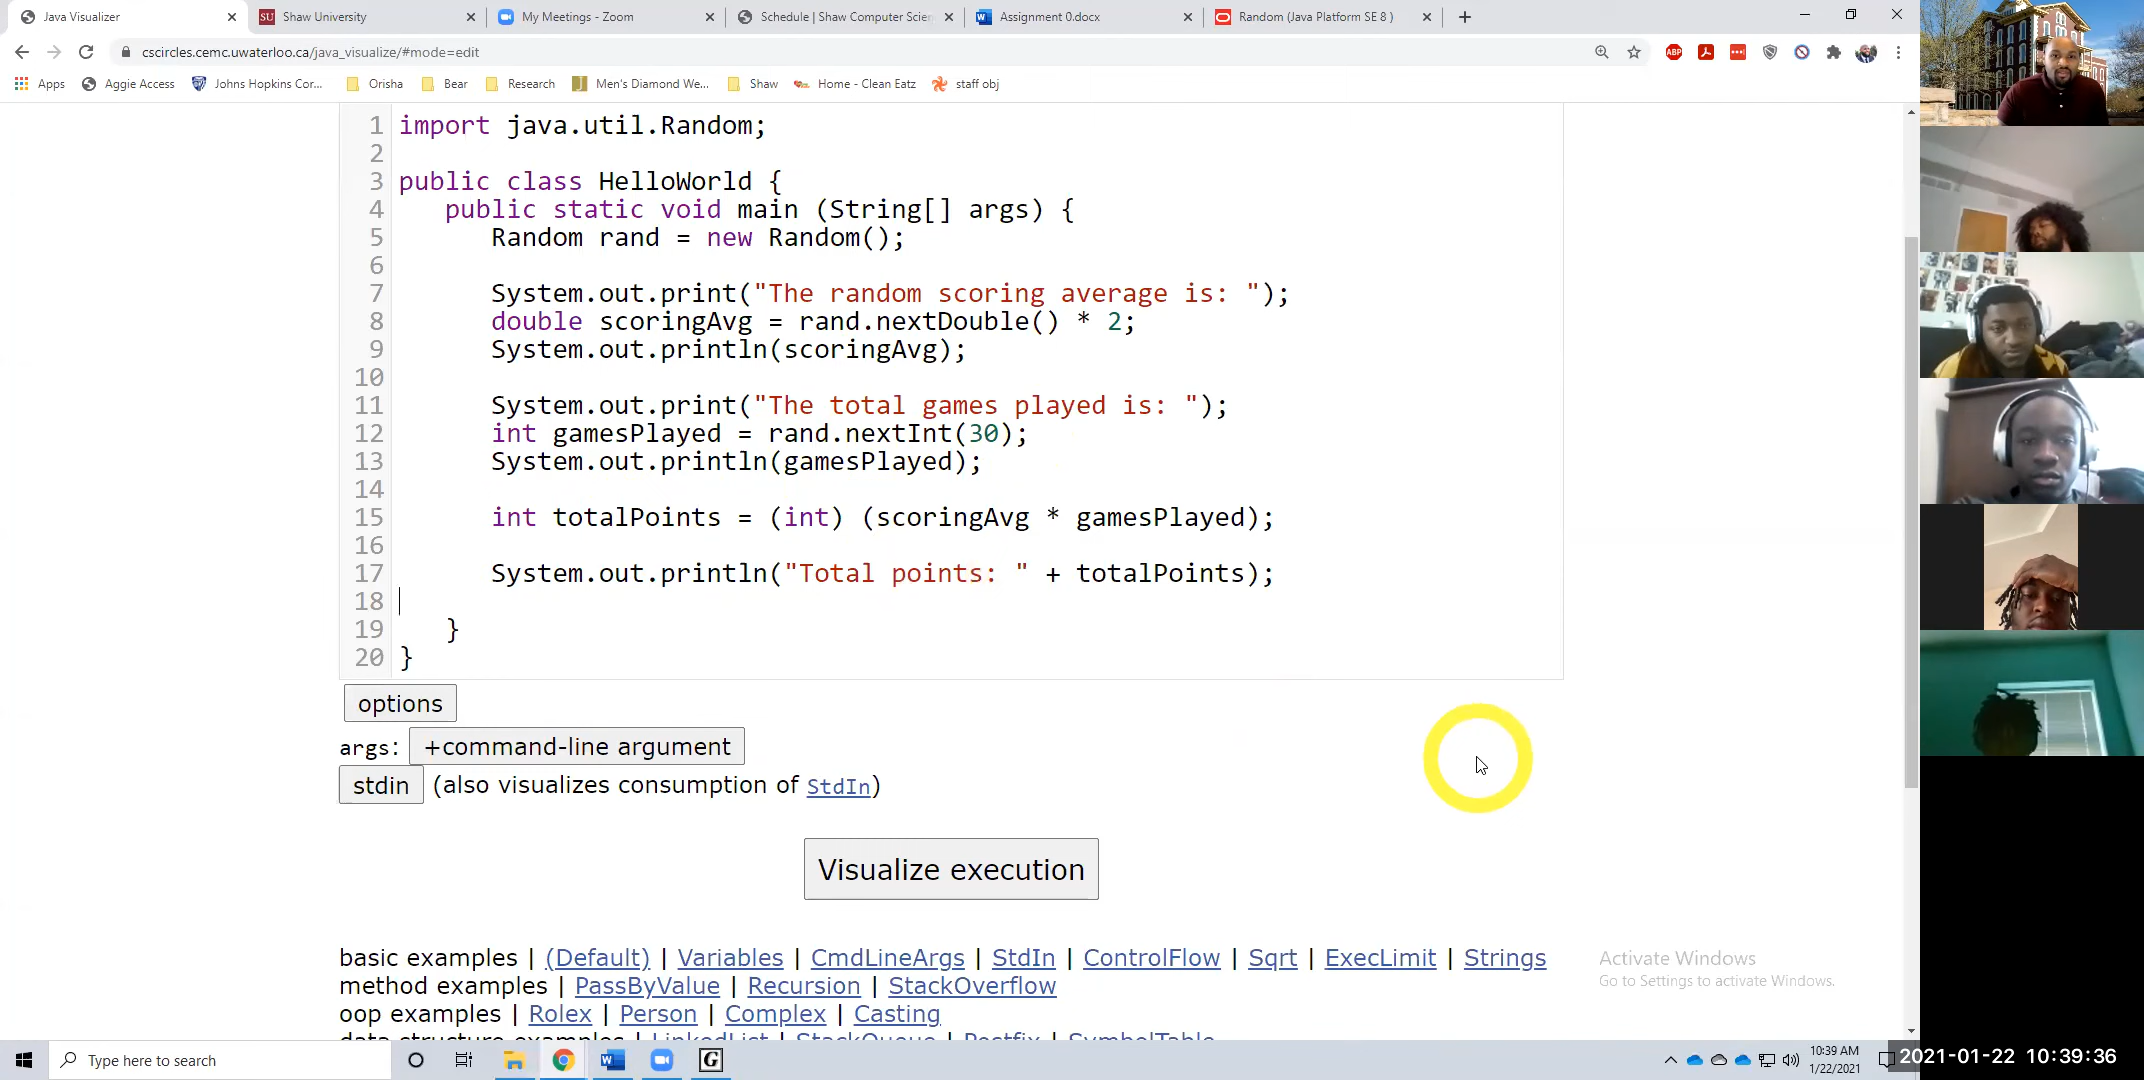 Java Visualizer
Shaw University
My Meetings - Zoom
Schedule | Shaw Computer Scien
Assignment 0.docx
Random (Java Platform SE 8 )
cscircles.cemc.uwaterloo.ca/java_visualize/#mode=edit
ABP
Apps
Aggie Access
Johns Hopkins Cor...
Orisha
Bear
Research
Men's Diamond We...
Shaw
Home - Clean Eatz
staff obj
1 import java.util.Random;
2
3 public class HelloWorld {
4 public static void main (String[] args) {
5 Random rand = new Random();
6
7 System.out.print("The random scoring average is: ");
8 double scoringAvg = rand.nextDouble() * 2;
9 System.out.println(scoringAvg);
10
11 System.out.print("The total games played is: ");
12 int gamesPlayed = rand.nextInt(30);
13 System.out.println(gamesPlayed);
14
15 int totalPoints = (int) (scoringAvg * gamesPlayed);
16
17 System.out.println("Total points: " + totalPoints);
18
19 }
20 }
options
args: +command-line argument
stdin (also visualizes consumption of StdIn)
Visualize execution
basic examples | (Default) | Variables | CmdLineArgs | StdIn | ControlFlow | Sqrt | ExecLimit | Strings
method examples | PassByValue | Recursion | StackOverflow
oop examples | Rolex | Person | Complex | Casting
data structure examples | LinkedList | StackQueue | Postfix | SymbolTable
Activate Windows
Go to Settings to activate Windows.
Type here to search
10:39 AM
1/22/2021
2021-01-22 10:39:36